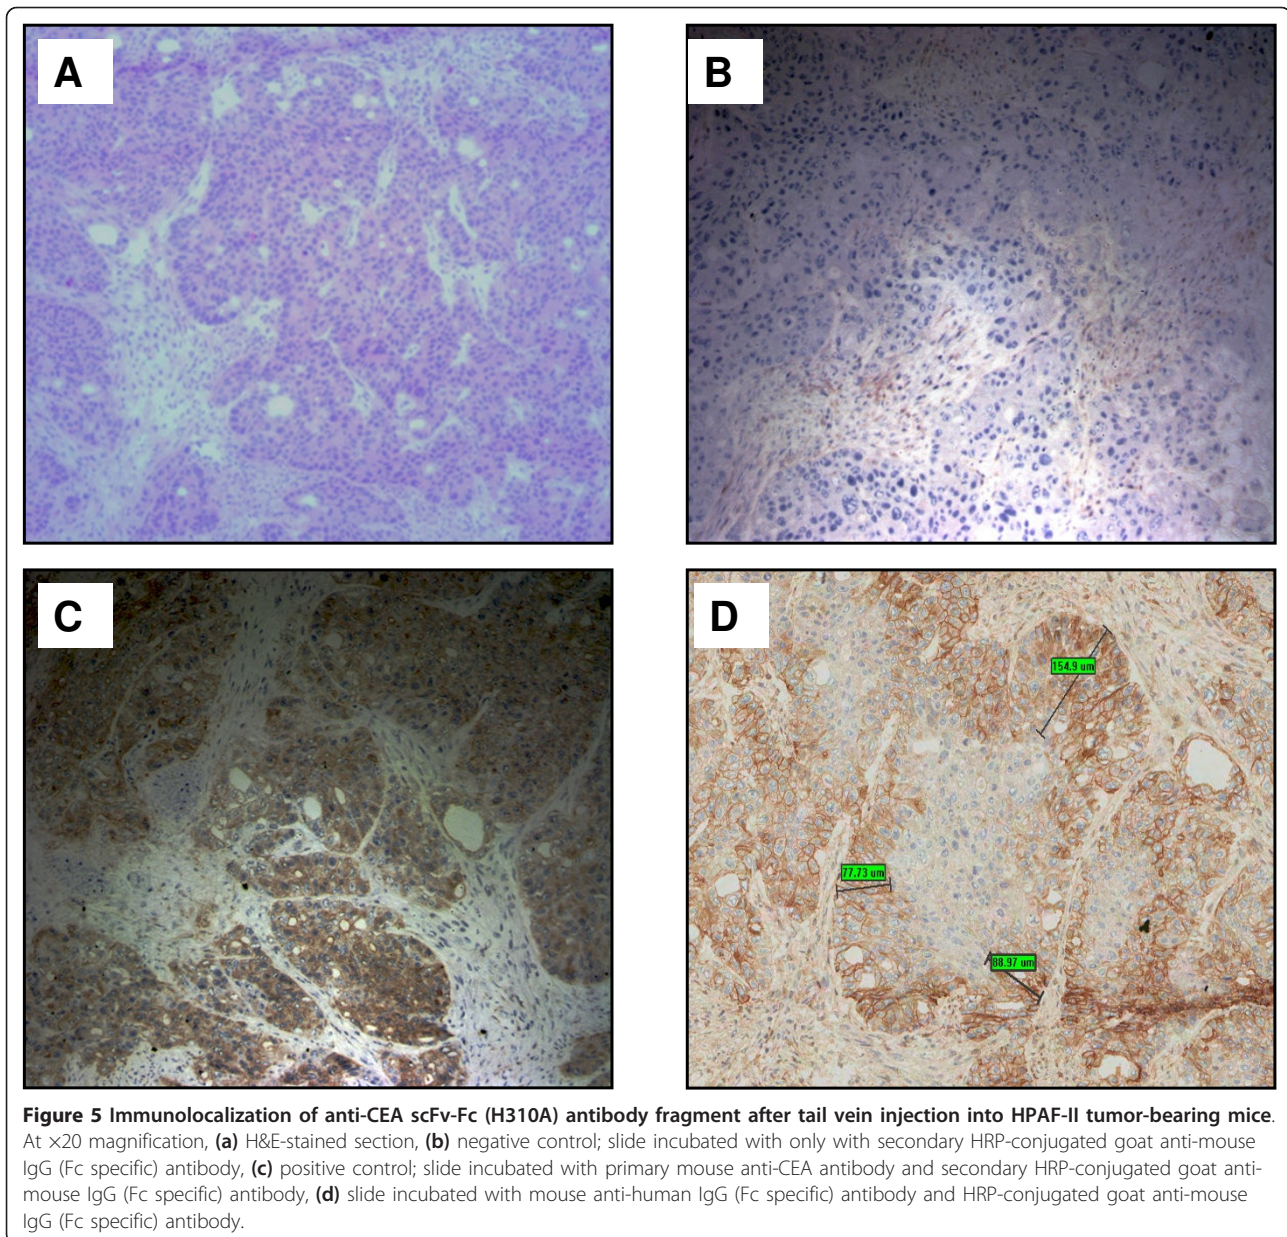 A
B
C
D
154.9 um
77.73 um
88.97 um
Figure 5 Immunolocalization of anti-CEA scFv-Fc (H310A) antibody fragment after tail vein injection into HPAF-II tumor-bearing mice.
At ×20 magnification, (a) H&E-stained section, (b) negative control; slide incubated with only with secondary HRP-conjugated goat anti-mouse
IgG (Fc specific) antibody, (c) positive control; slide incubated with primary mouse anti-CEA antibody and secondary HRP-conjugated goat anti-
mouse IgG (Fc specific) antibody, (d) slide incubated with mouse anti-human IgG (Fc specific) antibody and HRP-conjugated goat anti-mouse
IgG (Fc specific) antibody.